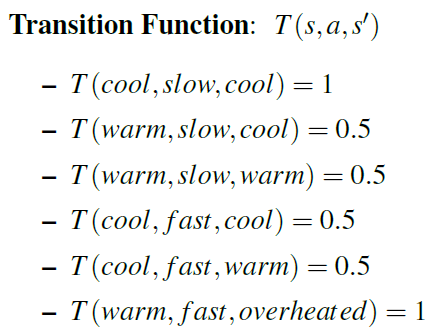 Transition Function: T(s,a,s′)
– T(cool,slow,cool) = 1
– T(warm,slow,cool) = 0.5
– T(warm,slow,warm) = 0.5
– T(cool,fast,cool) = 0.5
– T(cool,fast,warm) = 0.5
– T(warm,fast,overheated) = 1